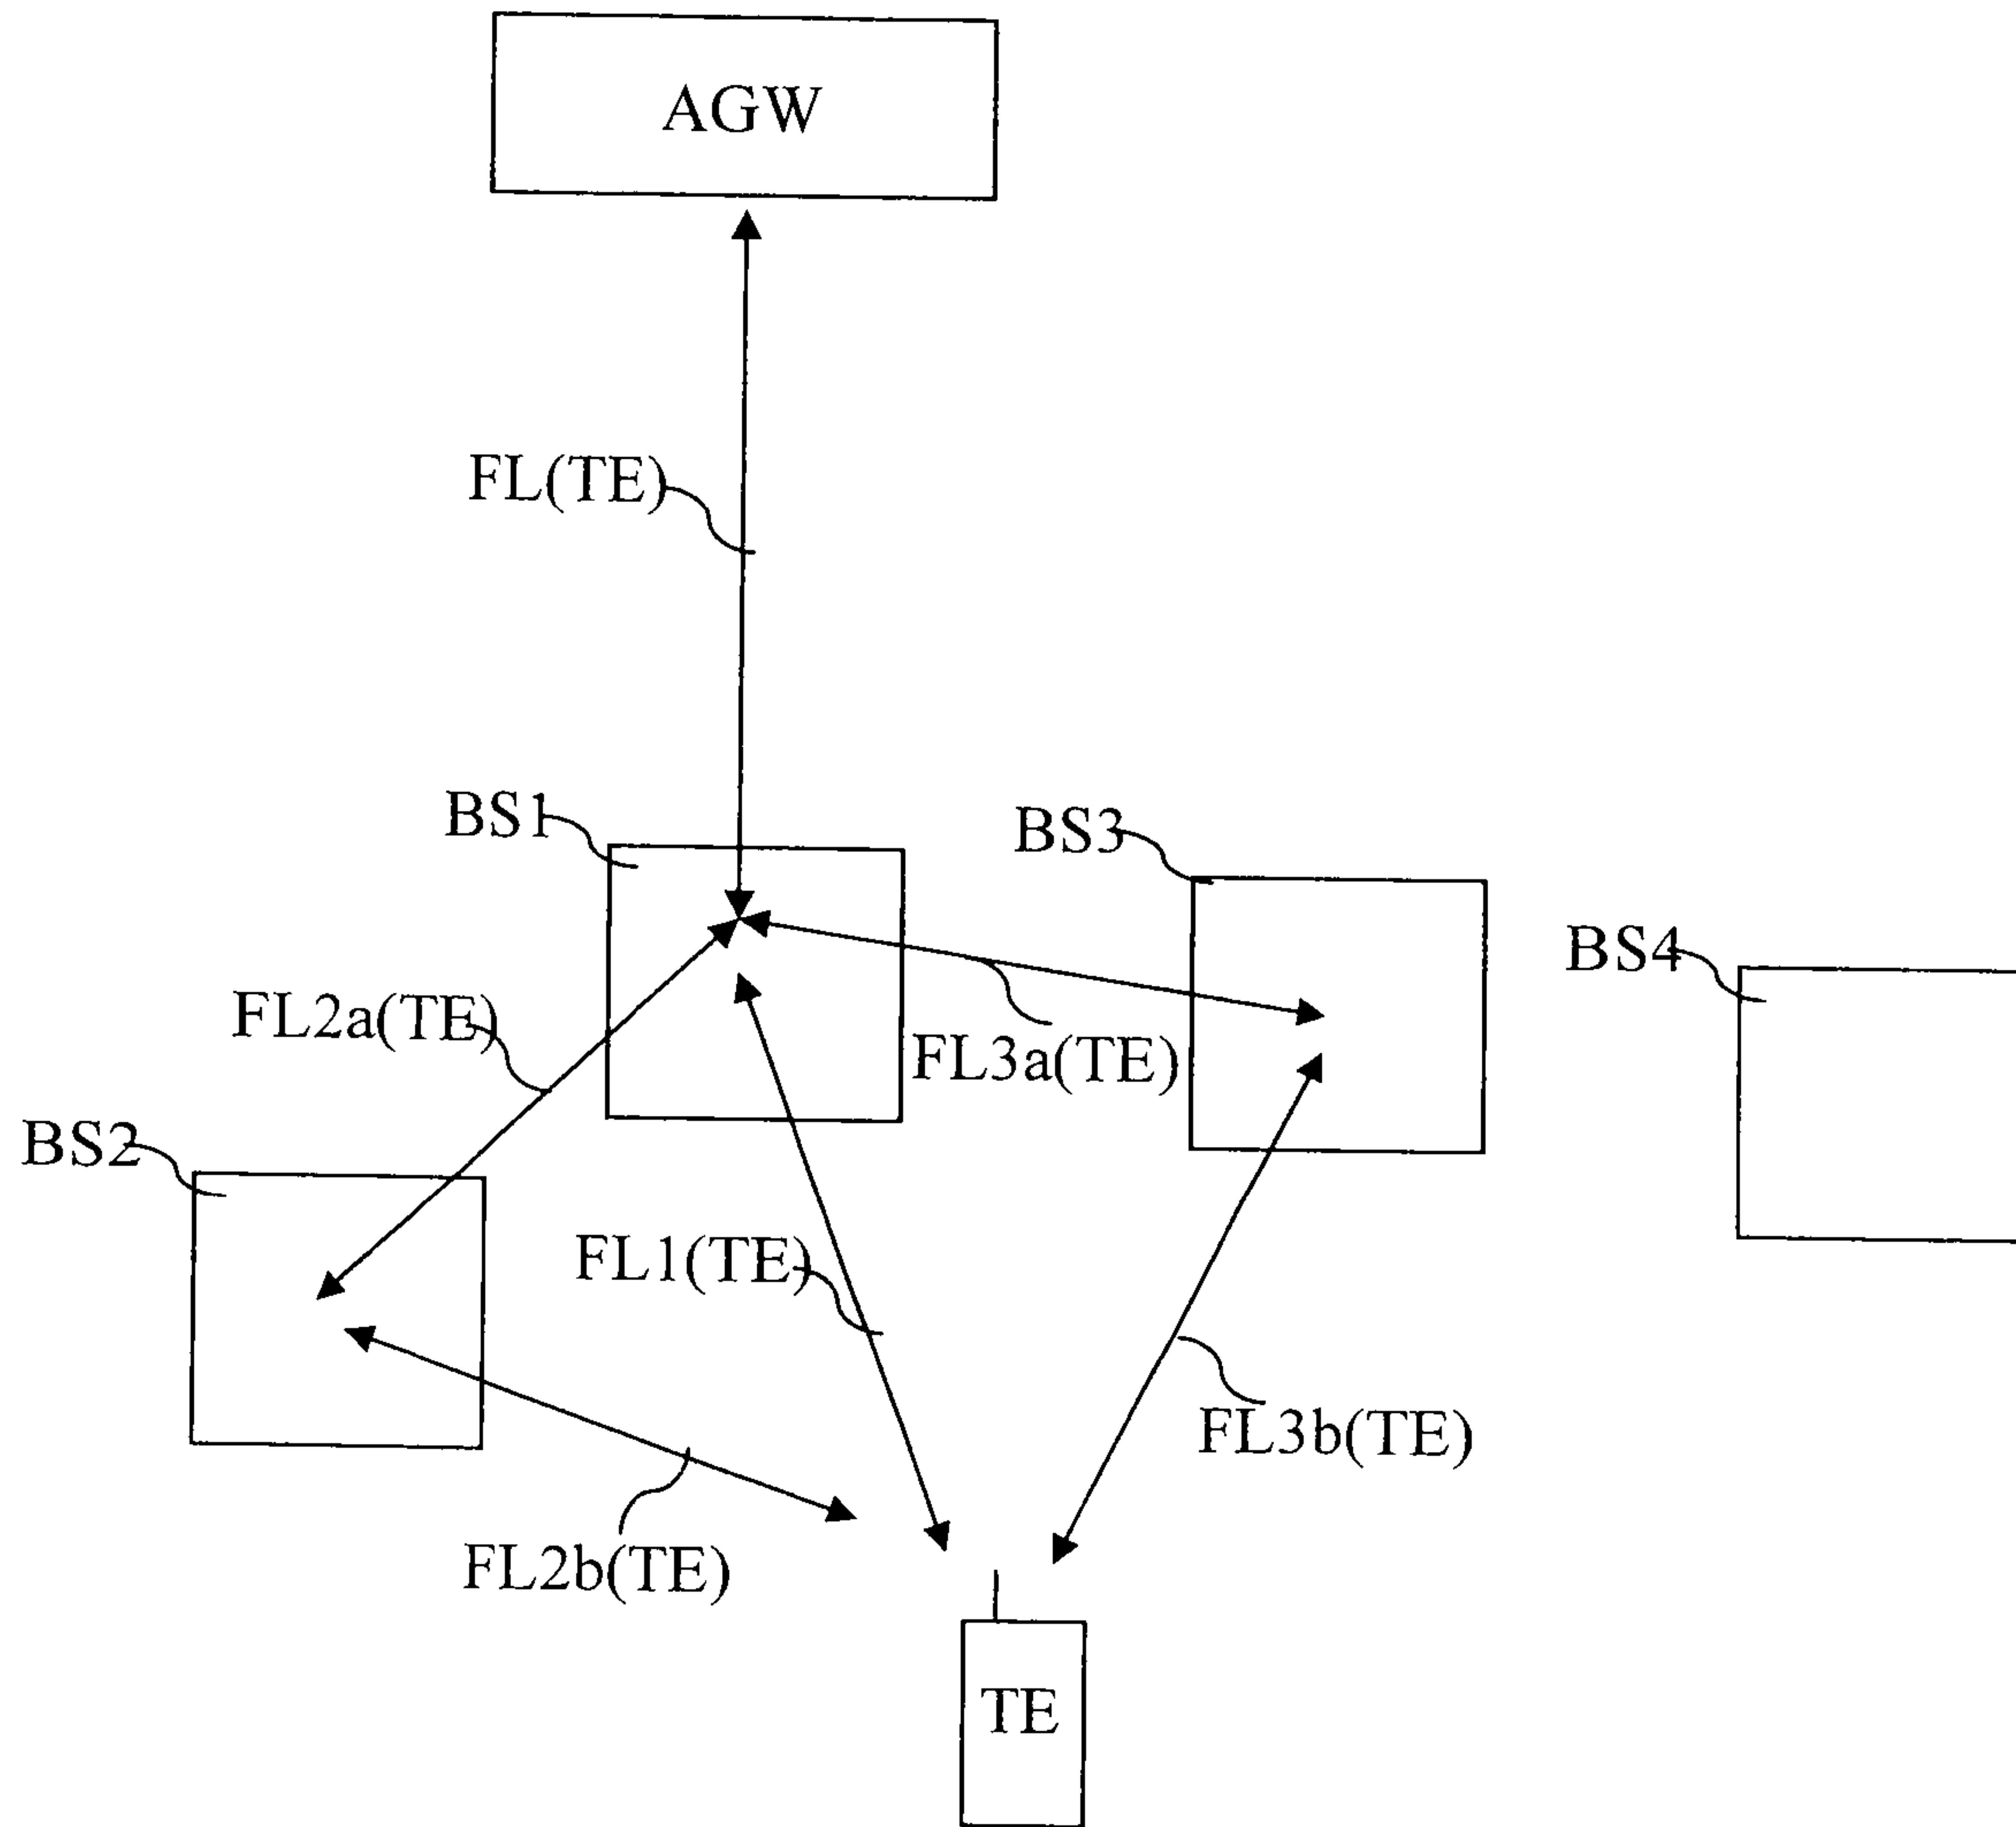 AGW
FL(TE)
BS1
BS3
BS4
FL2a(TE)
FL3a(TE)
BS2
FL1(TE)
FL3b(TE)
FL2b(TE)
TE